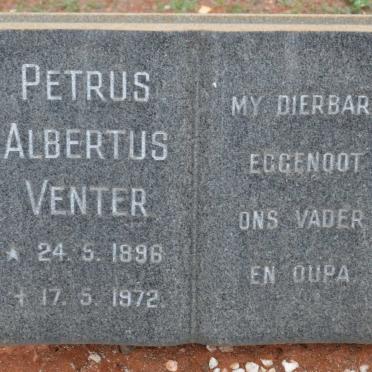 PETRUS
ALBERTUS
VENTER
* 24. 5. 1896
† 17. 5. 1972
MY DIERBAR
EGGENOOT
ONS VADER
EN OUPA